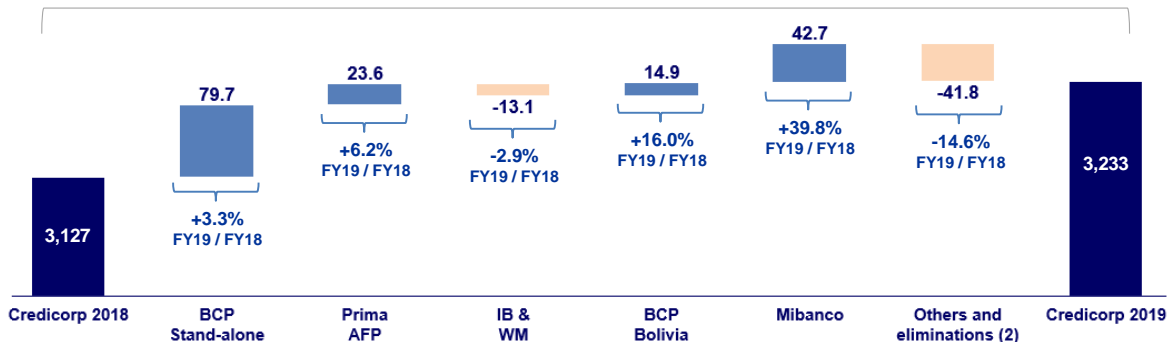 79.7
+3.3%
FY19 / FY18
23.6
+6.2%
FY19 / FY18
-13.1
-2.9%
FY19 / FY18
14.9
+16.0%
FY19 / FY18
42.7
+39.8%
FY19 / FY18
-41.8
-14.6%
FY19 / FY18
3,127
3,233
Credicorp 2018
BCP
Stand-alone
Prima
AFP
IB &
WM
BCP
Bolivia
Mibanco
Others and
eliminations (2)
Credicorp 2019